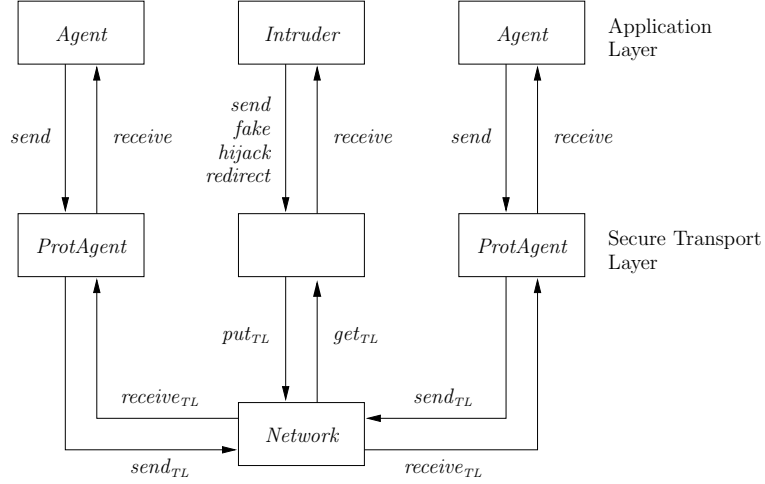 Agent
Intruder
Agent
Application
Layer
send
receive
send
fake
hijack
redirect
receive
send
receive
ProtAgent
ProtAgent
Secure Transport
Layer
put_TL
get_TL
receive_TL
send_TL
Network
send_TL
receive_TL